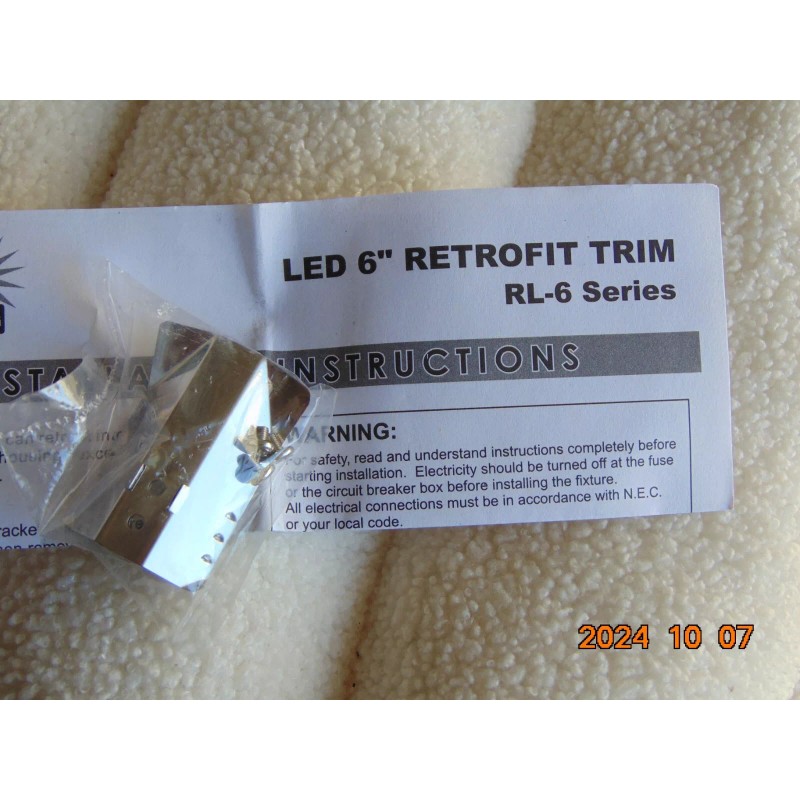 LED 6" RETROFIT TRIM
RL-6 Series
INSTRUCTIONS
WARNING:
For safety, read and understand instructions completely before
starting installation. Electricity should be turned off at the fuse
or the circuit breaker box before installing the fixture.
All electrical connections must be in accordance with N.E.C.
or your local code.
can
2024 10 07